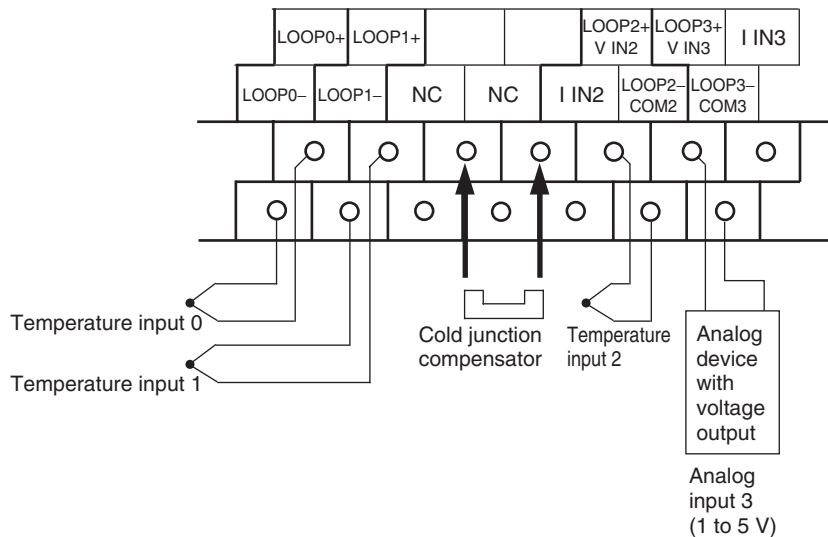 LOOP0+
LOOP1+
LOOP2+
V IN2
LOOP3+
V IN3
I IN3
LOOP0–
LOOP1–
NC
NC
I IN2
LOOP2–
COM2
LOOP3–
COM3
Temperature input 0
Temperature input 1
Cold junction
compensator
Temperature
input 2
Analog
device
with
voltage
output
Analog
input 3
(1 to 5 V)